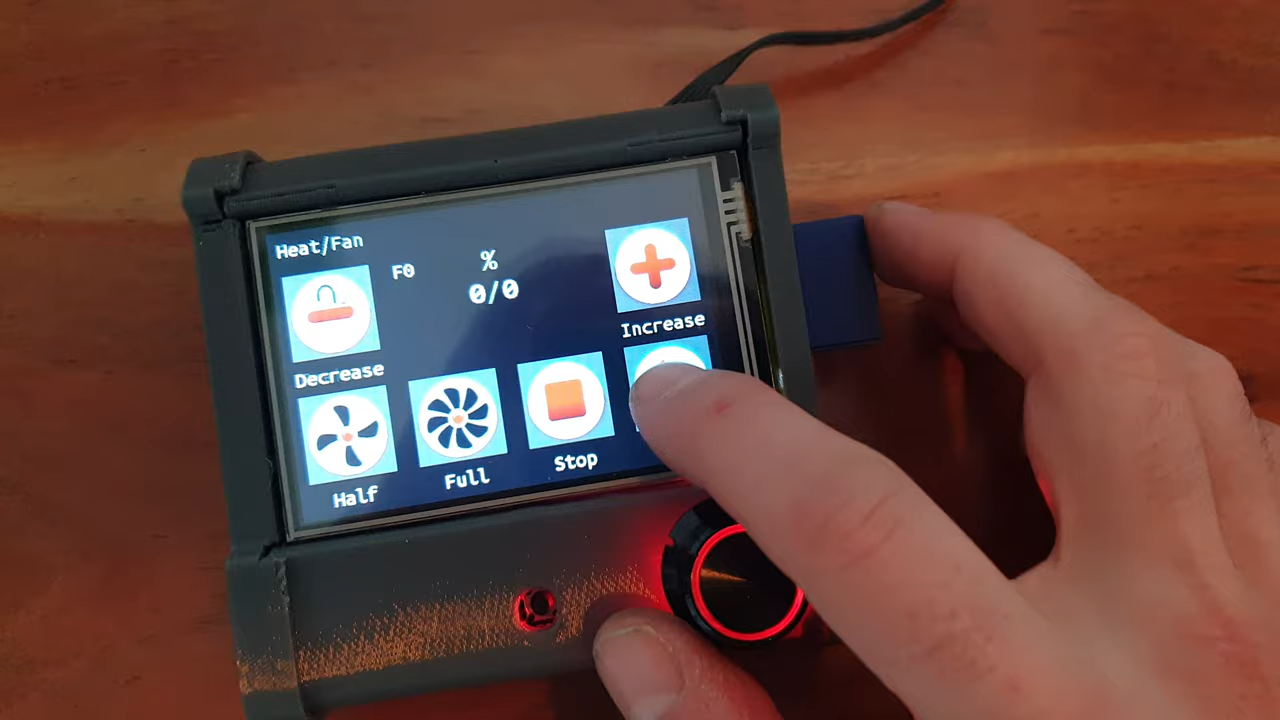 Heat/Fan
F0
%
0/0
Decrease
Increase
Half
Full
Stop